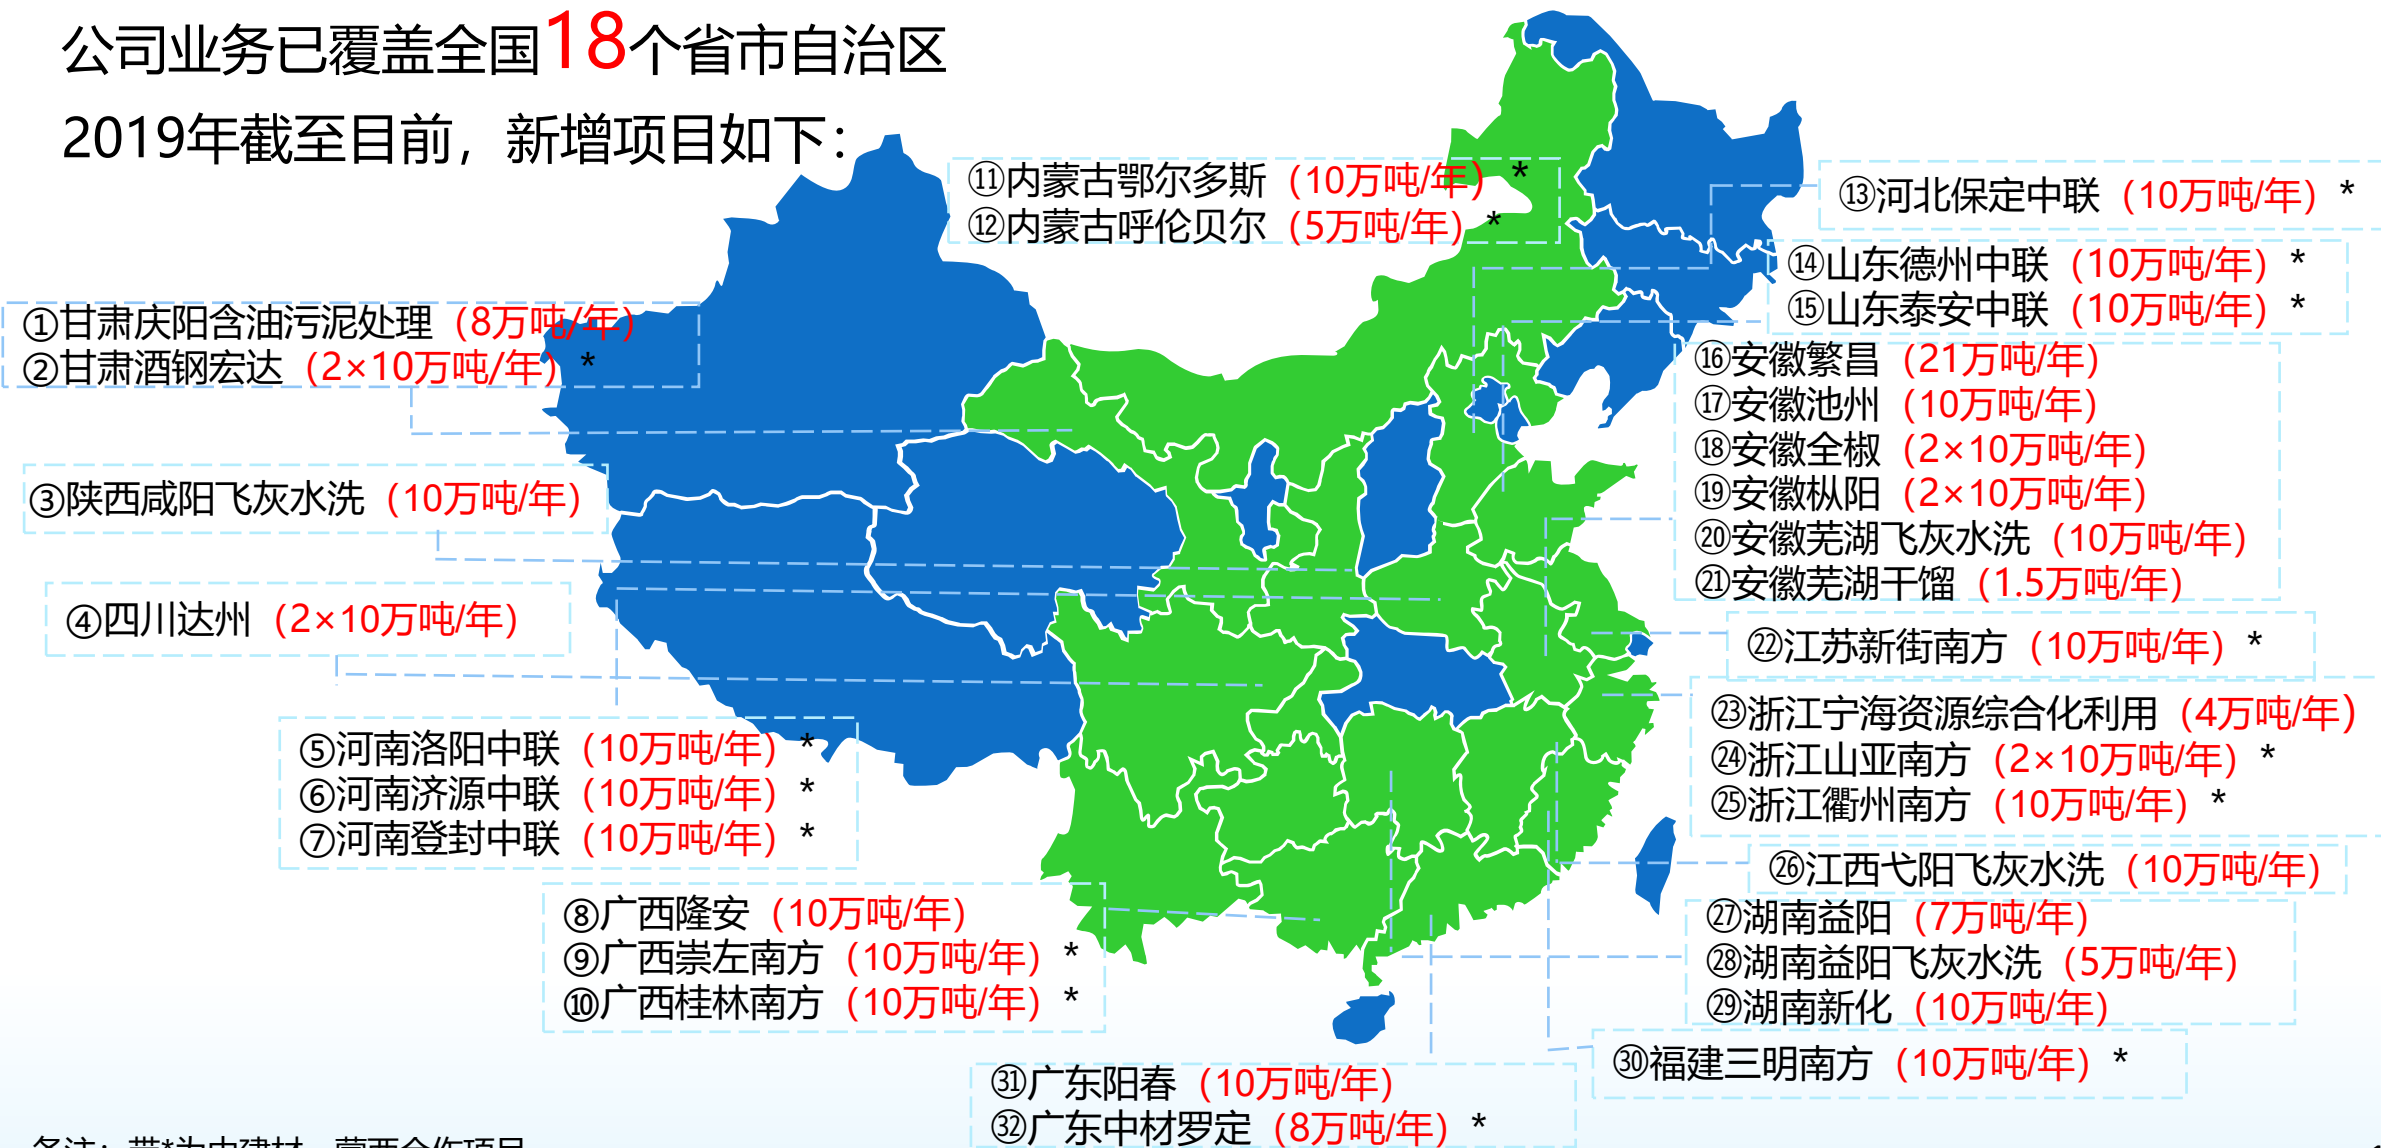 公司业务已覆盖全国18个省市自治区
2019年截至目前，新增项目如下：
①甘肃庆阳含油污泥处理（8万吨/年）
②甘肃酒钢宏达（2×10万吨/年）*
③陕西咸阳飞灰水洗（10万吨/年）
④四川达州（2×10万吨/年）
⑤河南洛阳中联（10万吨/年）*
⑥河南济源中联（10万吨/年）*
⑦河南登封中联（10万吨/年）*
⑧广西隆安（10万吨/年）
⑨广西崇左南方（10万吨/年）*
⑩广西桂林南方（10万吨/年）*
⑪内蒙古鄂尔多斯（10万吨/年）*
⑫内蒙古呼伦贝尔（5万吨/年）*
⑬河北保定中联（10万吨/年）*
⑭山东德州中联（10万吨/年）*
⑮山东泰安中联（10万吨/年）*
⑯安徽繁昌（21万吨/年）
⑰安徽池州（10万吨/年）
⑱安徽全椒（2×10万吨/年）
⑲安徽枞阳（2×10万吨/年）
⑳安徽芜湖飞灰水洗（10万吨/年）
㉑安徽芜湖干馏（1.5万吨/年）
㉒江苏新街南方（10万吨/年）*
㉓浙江宁海资源综合化利用（4万吨/年）
㉔浙江山亚南方（2×10万吨/年）*
㉕浙江衢州南方（10万吨/年）*
㉖江西弋阳飞灰水洗（10万吨/年）
㉗湖南益阳（7万吨/年）
㉘湖南益阳飞灰水洗（5万吨/年）
㉙湖南新化（10万吨/年）
㉚福建三明南方（10万吨/年）*
㉛广东阳春（10万吨/年）
㉜广东中材罗定（8万吨/年）*
备注：带*为中建材、蒙西合作项目